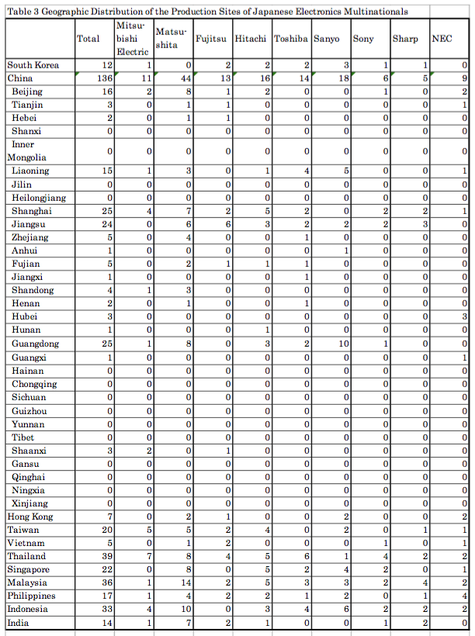 Table 3 Geographic Distribution of the Production Sites of Japanese Electronics Multinationals
Total Mitsu-bishi Electric Matsu-shita Fujitsu Hitachi Toshiba Sanyo Sony Sharp NEC
South Korea 12 1 0 2 2 2 3 1 1 0
China 136 11 44 13 16 14 18 6 5 9
Beijing 16 2 8 1 2 0 0 1 0 2
Tianjin 3 0 1 1 0 0 0 0 0 1
Hebei 2 0 1 1 0 0 0 0 0 0
Shanxi 0 0 0 0 0 0 0 0 0 0
Inner
Mongolia 0 0 0 0 0 0 0 0 0 0
Liaoning 15 1 3 0 1 4 5 0 0 1
Jilin 0 0 0 0 0 0 0 0 0 0
Heilongjiang 0 0 0 0 0 0 0 0 0 0
Shanghai 25 4 7 2 5 2 0 2 2 1
Jiangsu 24 0 6 6 3 2 2 2 3 0
Zhejiang 5 0 4 0 0 1 0 0 0 0
Anhui 1 0 0 0 0 0 1 0 0 0
Fujian 5 0 2 1 1 1 0 0 0 0
Jiangxi 1 0 0 0 0 1 0 0 0 0
Shandong 4 1 3 0 0 0 0 0 0 0
Henan 2 0 1 0 0 1 0 0 0 0
Hubei 3 0 0 0 0 0 0 0 0 3
Hunan 1 0 0 0 1 0 0 0 0 0
Guangdong 25 1 8 0 3 2 10 1 0 0
Guangxi 1 0 0 0 0 0 0 0 0 1
Hainan 0 0 0 0 0 0 0 0 0 0
Chongqing 0 0 0 0 0 0 0 0 0 0
Sichuan 0 0 0 0 0 0 0 0 0 0
Guizhou 0 0 0 0 0 0 0 0 0 0
Yunnan 0 0 0 0 0 0 0 0 0 0
Tibet 0 0 0 0 0 0 0 0 0 0
Shaanxi 3 2 0 1 0 0 0 0 0 0
Gansu 0 0 0 0 0 0 0 0 0 0
Qinghai 0 0 0 0 0 0 0 0 0 0
Ningxia 0 0 0 0 0 0 0 0 0 0
Xinjiang 0 0 0 0 0 0 0 0 0 0
Hong Kong 7 0 2 1 0 0 2 0 0 2
Taiwan 20 5 5 2 4 0 2 0 1 1
Vietnam 5 0 1 2 0 0 0 1 0 1
Thailand 39 7 8 4 5 6 1 4 2 2
Singapore 22 0 8 0 5 2 4 2 0 1
Malaysia 36 1 14 2 5 3 3 2 4 2
Philippines 17 1 4 2 2 1 2 0 1 4
Indonesia 33 4 10 0 3 4 6 2 2 2
India 14 1 7 2 1 0 0 1 2 0